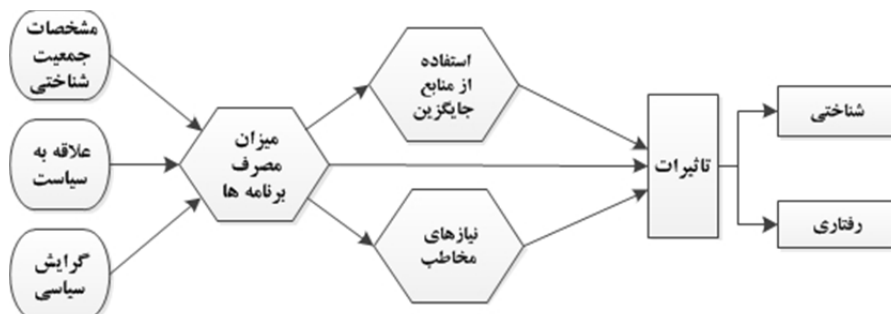 مشخصات
جمعیت
شناختی
علاقه به
سیاست
گرایش
سیاسی
میزان
مصرف
برنامه ها
استفاده
از منابع
جایگزین
نیازهای
مخاطب
تاثیرات
شناختی
رفتاری